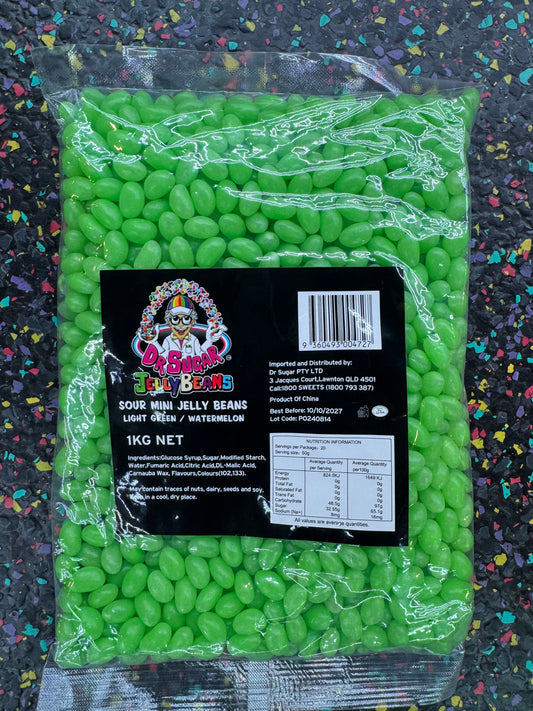 DR SUGAR
JELLYBEANS
SOUR MINI JELLY BEANS
LIGHT GREEN / WATERMELON
1KG NET
Ingredients:Glucose Syrup,Sugar,Modified Starch,
Water,Fumaric Acid,Citric Acid,DL-Malic Acid,
Carnauba Wax, Flavours,Colours(102,133).
May contain traces of nuts, dairy, seeds and soy.
Keep in a cool, dry place.
9 360493 004727
Imported and Distributed by:
Dr Sugar PTY LTD
3 Jacques Court,Lawnton QLD 4501
Call:1800 SWEETS (1800 793 387)
Product Of China
Best Before: 10/10/2027
Lot Code: P0240814
NUTRITION INFORMATION
Servings per Package: 20
Serving size: 50g
Average Quantity per Serving Average Quantity per100g
Energy 824.5KJ 1649 KJ
Protein 0g 0g
Total Fat 0g 0g
Saturated Fat 0g 0g
Trans Fat 0g 0g
Carbohydrate 48.5g 97g
Sugar 32.55g 65.1g
Sodium (Na+) 8mg 16mg
All values are averange quantities.